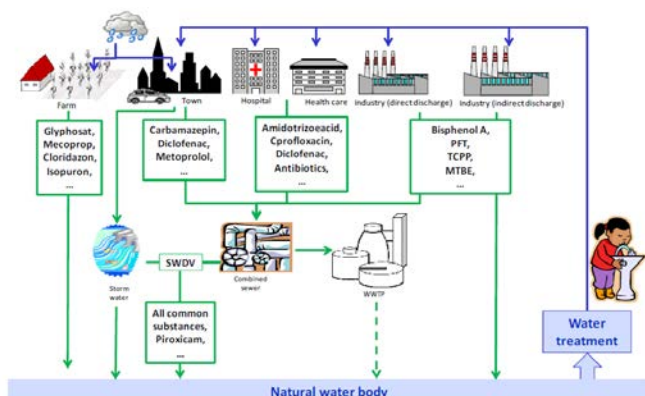 Farm
Town
Hospital
Health care
Industry (direct discharge)
Industry (indirect discharge)
Glyphosat,
Mecoprop,
Cloridazon,
Isopuron,
...
Carbamazepin,
Diclofenac,
Metoprolol,
...
Amidotrizoeacid,
Cprofloxacin,
Diclofenac,
Antibiotics,
...
Bisphenol A,
PFT,
TCPP,
MTBE,
...
Storm
water
SWDV
Combined
sewer
WWTP
All common
substances,
Piroxicam,
...
Water
treatment
Natural water body